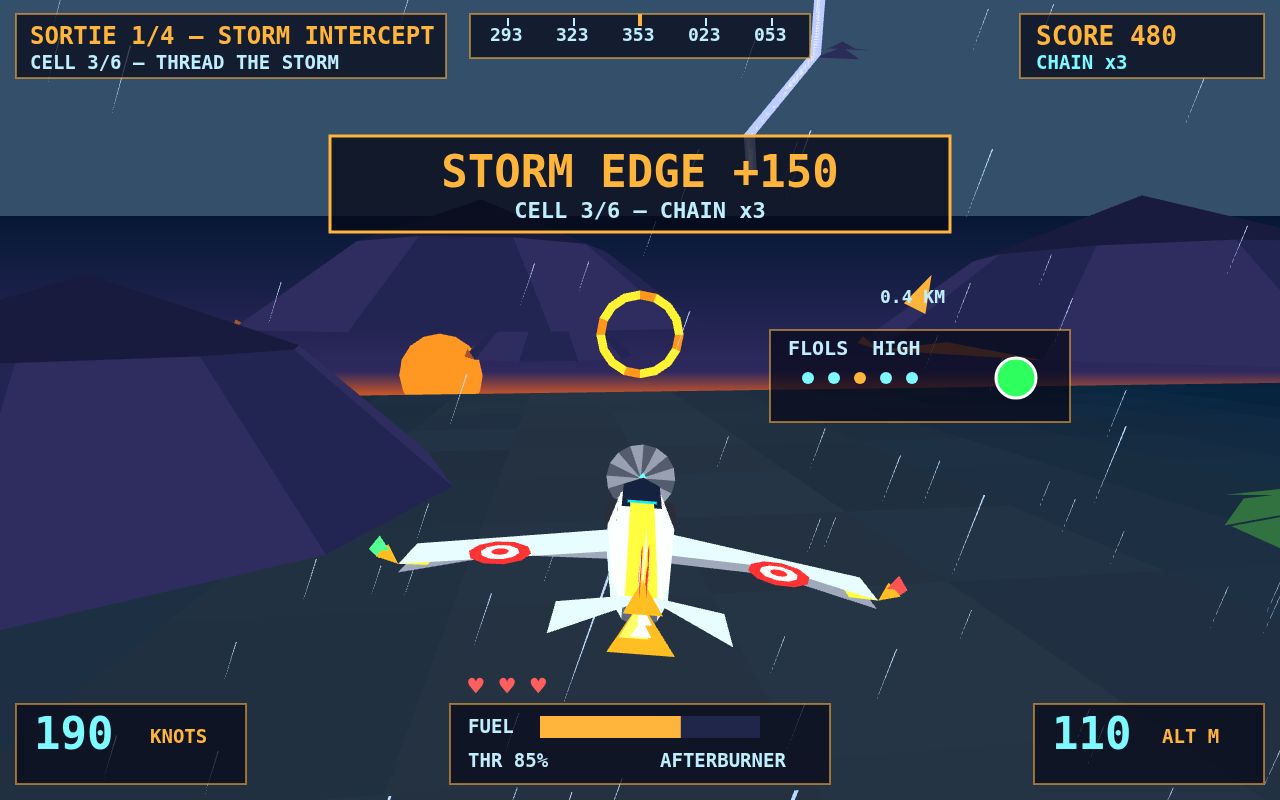 SORTIE 1/4 — STORM INTERCEPT
CELL 3/6 — THREAD THE STORM
293 323 353 023 053
SCORE 480
CHAIN x3
STORM EDGE +150
CELL 3/6 — CHAIN x3
0.4 KM
FLOLS HIGH
190 KNOTS
FUEL
THR 85% AFTERBURNER
110 ALT M